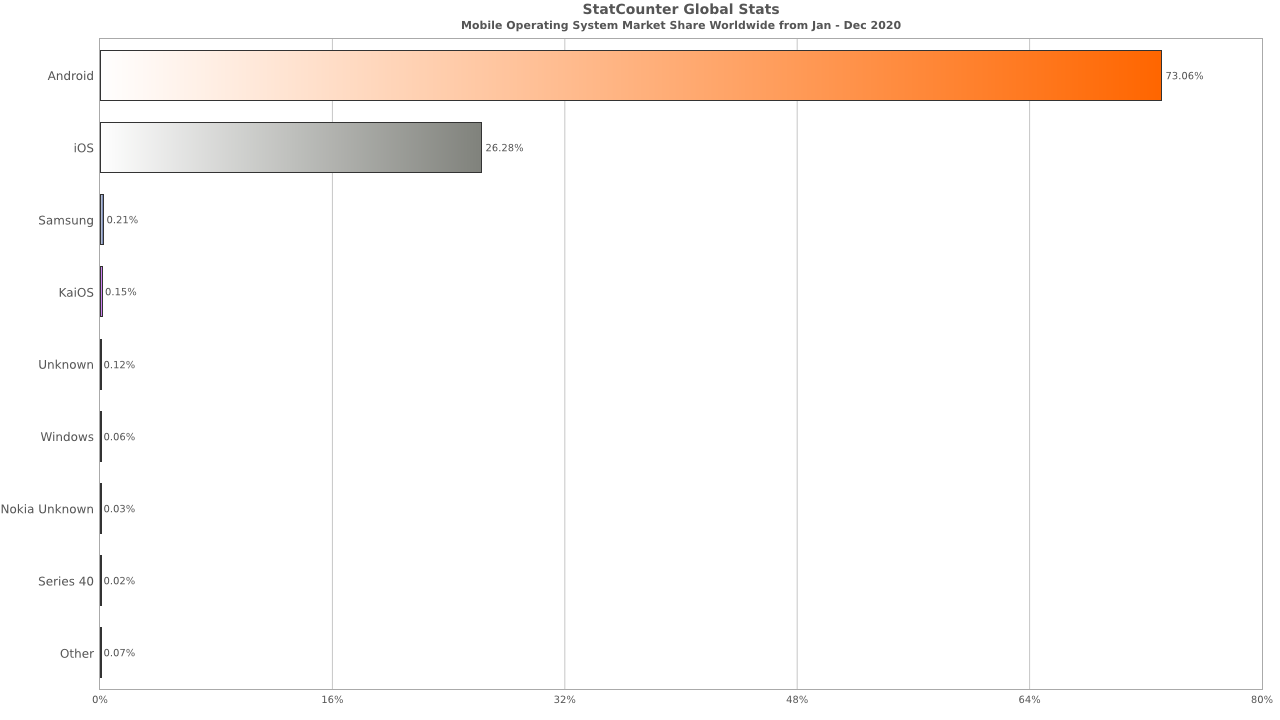 StatCounter Global Stats
Mobile Operating System Market Share Worldwide from Jan - Dec 2020
Android 73.06%
iOS 26.28%
Samsung 0.21%
KaiOS 0.15%
Unknown 0.12%
Windows 0.06%
Nokia Unknown 0.03%
Series 40 0.02%
Other 0.07%
0% 16% 32% 48% 64% 80%